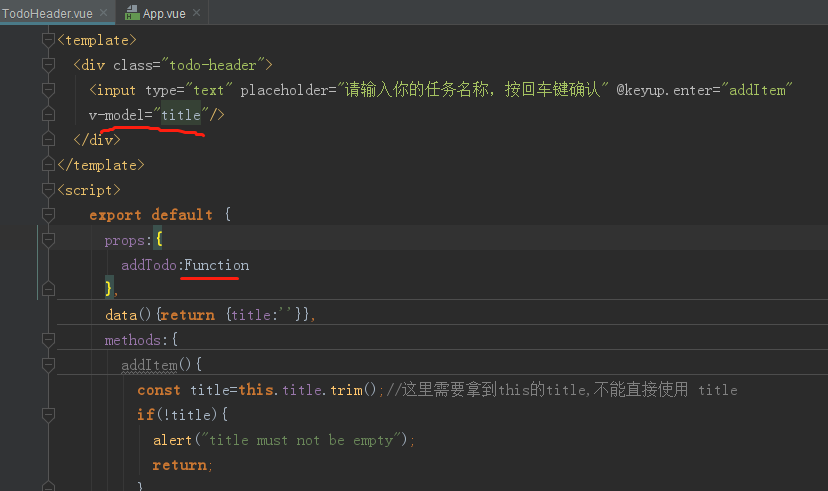 TodoHeader.vue App.vue
<template>
<div class="todo-header">
<input type="text" placeholder="请输入你的任务名称，按回车键确认" @keyup.enter="addItem"
v-model="title"/>
</div>
</template>
<script>
export default {
props:{
addTodo:Function
},
data(){return {title:''}},
methods:{
addItem(){
const title=this.title.trim();//这里需要拿到this的title,不能直接使用 title
if(!title){
alert("title must not be empty");
return;
}